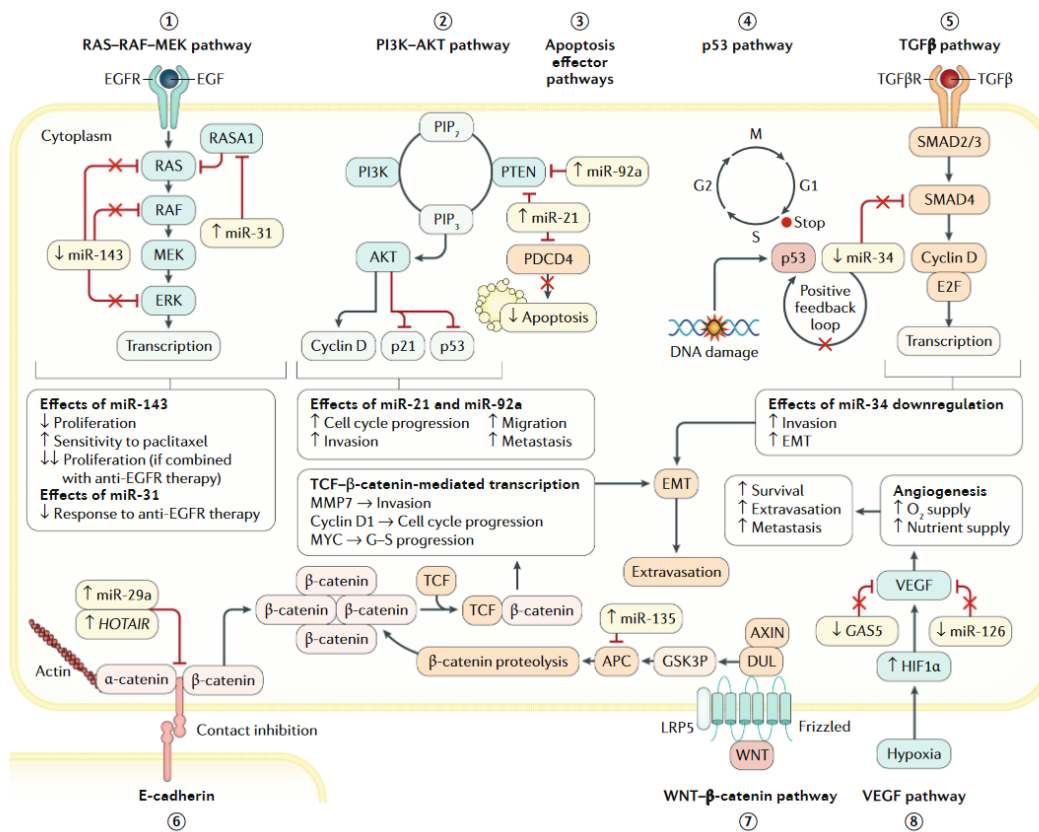 ①
RAS–RAF–MEK pathway
②
PI3K–AKT pathway
③
Apoptosis
effector
pathways
④
p53 pathway
⑤
TGFβ pathway
EGFR
EGF
TGFβR
TGFβ
Cytoplasm
RASA1
RAS
RAF
MEK
ERK
Transcription
↓ miR-143
↑ miR-31
PIP2
PI3K
PTEN
PIP3
AKT
Cyclin D
p21
p53
↑ miR-92a
↑ miR-21
PDCD4
↓ Apoptosis
M
G2
G1
S
Stop
p53
↓ miR-34
Positive
feedback
loop
DNA damage
SMAD2/3
SMAD4
Cyclin D
E2F
Transcription
Effects of miR-143
↓ Proliferation
↑ Sensitivity to paclitaxel
↓↓ Proliferation (if combined
with anti-EGFR therapy)
Effects of miR-31
↓ Response to anti-EGFR therapy
Effects of miR-21 and miR-92a
↑ Cell cycle progression ↑ Migration
↑ Invasion ↑ Metastasis
Effects of miR-34 downregulation
↑ Invasion
↑ EMT
TCF–β-catenin-mediated transcription
MMP7 → Invasion
Cyclin D1 → Cell cycle progression
MYC → G–S progression
EMT
Extravasation
↑ Survival
↑ Extravasation
↑ Metastasis
Angiogenesis
↑ O2 supply
↑ Nutrient supply
↑ miR-29a
↑ HOTAIR
Actin
α-catenin
β-catenin
Contact inhibition
β-catenin
β-catenin
β-catenin
β-catenin
TCF
TCF
β-catenin
β-catenin proteolysis
↑ miR-135
APC
GSK3P
AXIN
DUL
LRP5
Frizzled
WNT
VEGF
↓ GAS5
↓ miR-126
↑ HIF1α
Hypoxia
E-cadherin
⑥
WNT–β-catenin pathway
⑦
VEGF pathway
⑧